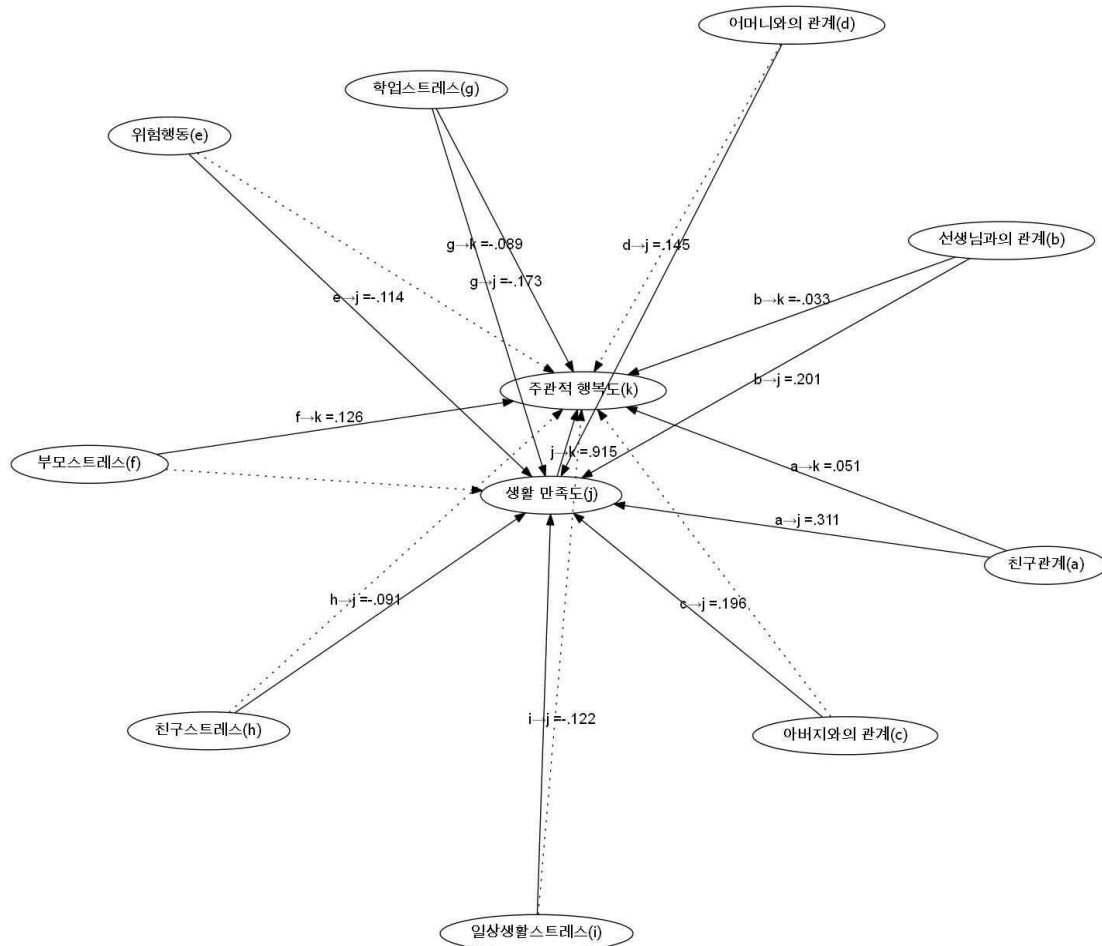 어머니와의 관계(d)
학업스트레스(g)
위험행동(e)
선생님과의 관계(b)
g→k =-.089
d→j =.145
g→j =-.173
e→j =-.114
b→k =-.033
주관적 행복도(k)
b→j =.201
f→k =.126
j→k =.915
부모스트레스(f)
a→k =.051
생활 만족도(j)
a→j =.311
친구관계(a)
h→j =-.091
c→j =.196
i→j =-.122
친구스트레스(h)
아버지와의 관계(c)
일상생활스트레스(i)